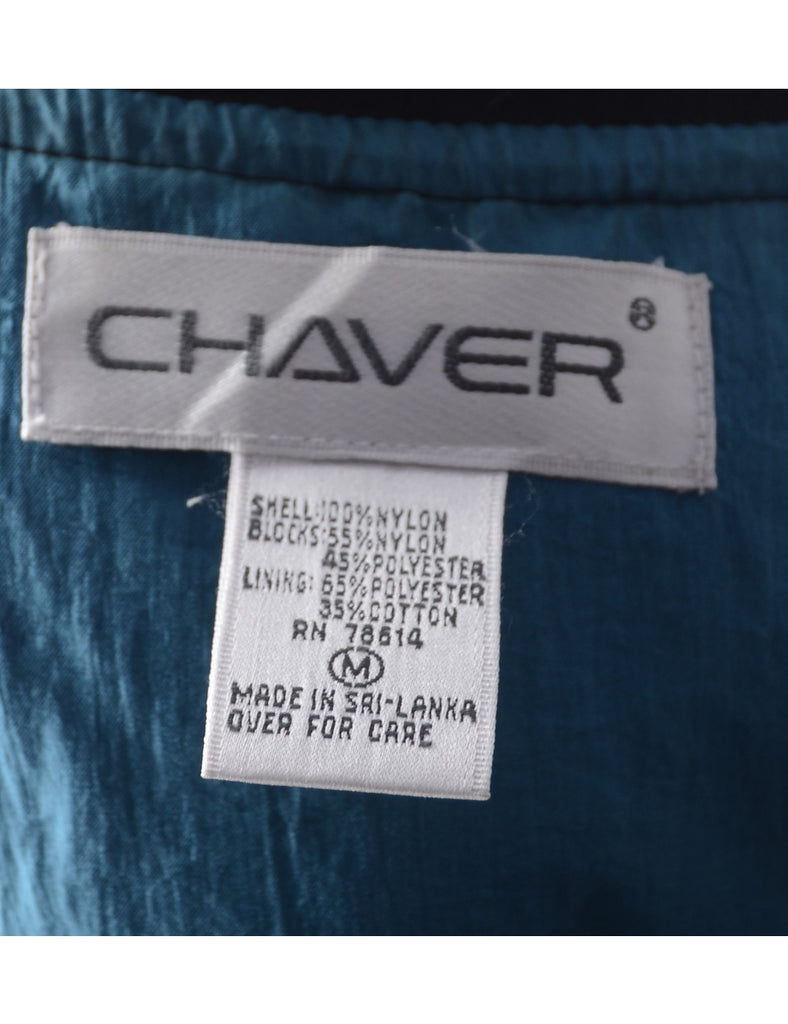 CHAVER®
SHELL:100%NYLON
BLOCKS:55%NYLON
45%POLYESTER
LINING: 65%POLYESTER
35%COTTON
RN 78614
M
MADE IN SRI-LANKA
OVER FOR CARE